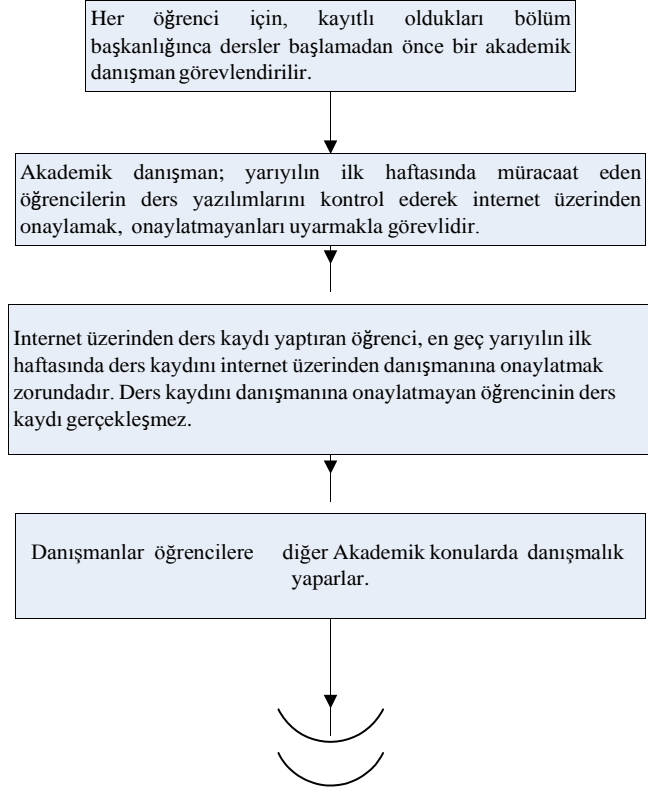 Her öğrenci için, kayıtlı oldukları bölüm
başkanlığınca dersler başlamadan önce bir akademik
danışman görevlendirilir.
Akademik danışman; yarıyılın ilk haftasında müracaat eden
öğrencilerin ders yazılımlarını kontrol ederek internet üzerinden
onaylamak, onaylatmayanları uyarmakla görevlidir.
Internet üzerinden ders kaydı yaptıran öğrenci, en geç yarıyılın ilk
haftasında ders kaydını internet üzerinden danışmanına onaylatmak
zorundadır. Ders kaydını danışmanına onaylatmayan öğrencinin ders
kaydı gerçekleşmez.
Danışmanlar öğrencilere diğer Akademik konularda danışmalık
yaparlar.